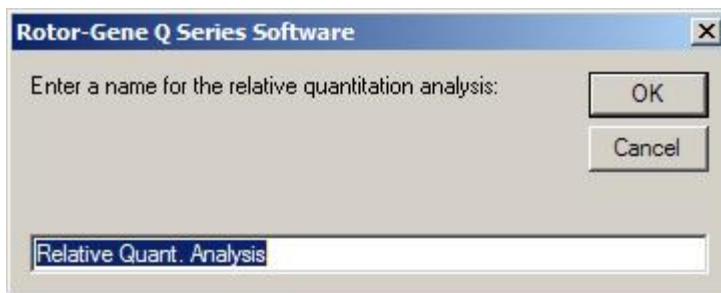 Rotor-Gene Q Series Software
Enter a name for the relative quantitation analysis:
OK
Cancel
Relative Quant. Analysis